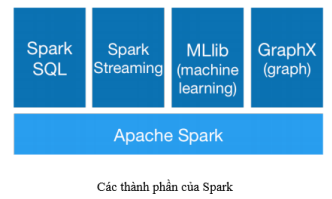 Spark
SQL
Spark
Streaming
MLlib
(machine
learning)
GraphX
(graph)
Apache Spark
Các thành phần của Spark